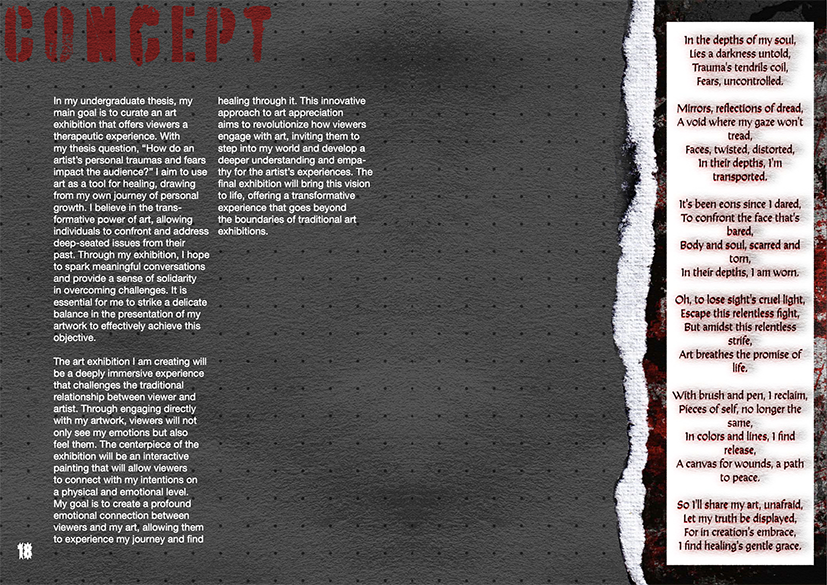 CONCEPT
In my undergraduate thesis, my
main goal is to curate an art
exhibition that offers viewers a
therapeutic experience. With
my thesis question, “How do an
artist’s personal traumas and fears
impact the audience?” I aim to use
art as a tool for healing, drawing
from my own journey of personal
growth. I believe in the trans-
formative power of art, allowing
individuals to confront and address
deep-seated issues from their
past. Through my exhibition, I hope
to spark meaningful conversations
and provide a sense of solidarity
in overcoming challenges. It is
essential for me to strike a delicate
balance in the presentation of my
artwork to effectively achieve this
objective.

The art exhibition I am creating will
be a deeply immersive experience
that challenges the traditional
relationship between viewer and
artist. Through engaging directly
with my artwork, viewers will not
only see my emotions but also
feel them. The centerpiece of the
exhibition will be an interactive
painting that will allow viewers
to connect with my intentions on
a physical and emotional level.
My goal is to create a profound
emotional connection between
viewers and my art, allowing them
to experience my journey and find
healing through it. This innovative
approach to art appreciation
aims to revolutionize how viewers
engage with art, inviting them to
step into my world and develop a
deeper understanding and empa-
thy for the artist’s experiences. The
final exhibition will bring this vision
to life, offering a transformative
experience that goes beyond
the boundaries of traditional art
exhibitions.

In the depths of my soul,
Lies a darkness untold,
Trauma's tendrils coil,
Fears, uncontrolled.

Mirrors, reflections of dread,
A void where my gaze won't
tread,
Faces, twisted, distorted,
In their depths, I'm
transported.

It's been eons since I dared,
To confront the face that's
bared,
Body and soul, scarred and
torn,
In their depths, I am worn.

Oh, to lose sight's cruel light,
Escape this relentless fight,
But amidst this relentless
strife,
Art breathes the promise of
life.

With brush and pen, I reclaim,
Pieces of self, no longer the
same,
In colors and lines, I find
release,
A canvas for wounds, a path
to peace.

So I'll share my art, unafraid,
Let my truth be displayed,
For in creation's embrace,
I find healing's gentle grace.
18